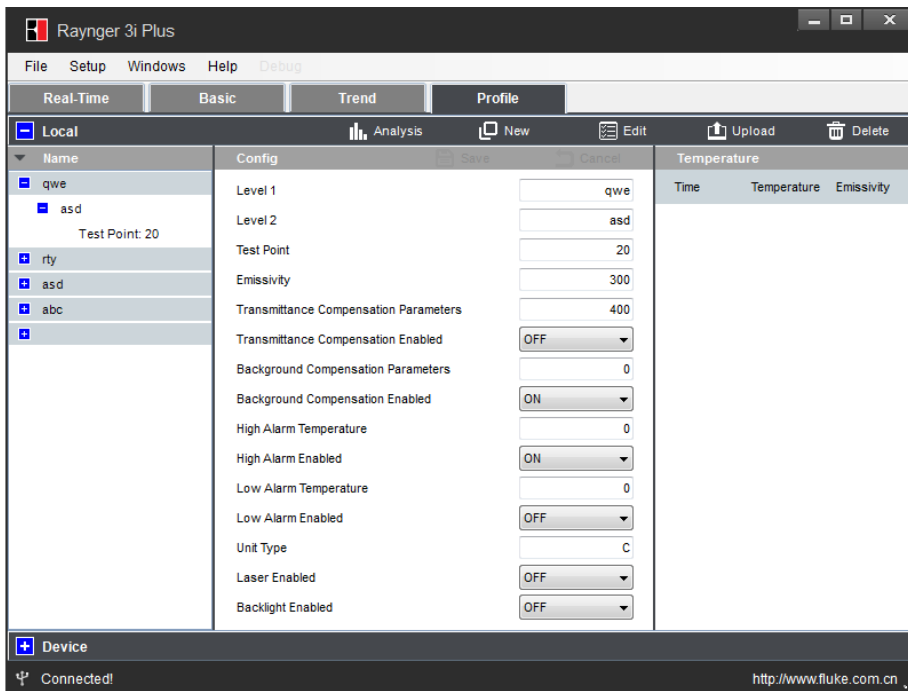 Raynger 3i Plus
File Setup Windows Help Debug
Real-Time Basic Trend Profile
Local Analysis New Edit Upload Delete
Name Config Save Cancel Temperature
qwe
asd
Test Point: 20
rty
asd
abc
Level 1 qwe
Level 2 asd
Test Point 20
Emissivity 300
Transmittance Compensation Parameters 400
Transmittance Compensation Enabled OFF
Background Compensation Parameters 0
Background Compensation Enabled ON
High Alarm Temperature 0
High Alarm Enabled ON
Low Alarm Temperature 0
Low Alarm Enabled OFF
Unit Type C
Laser Enabled OFF
Backlight Enabled OFF
Time Temperature Emissivity
Device
Connected! http://www.fluke.com.cn